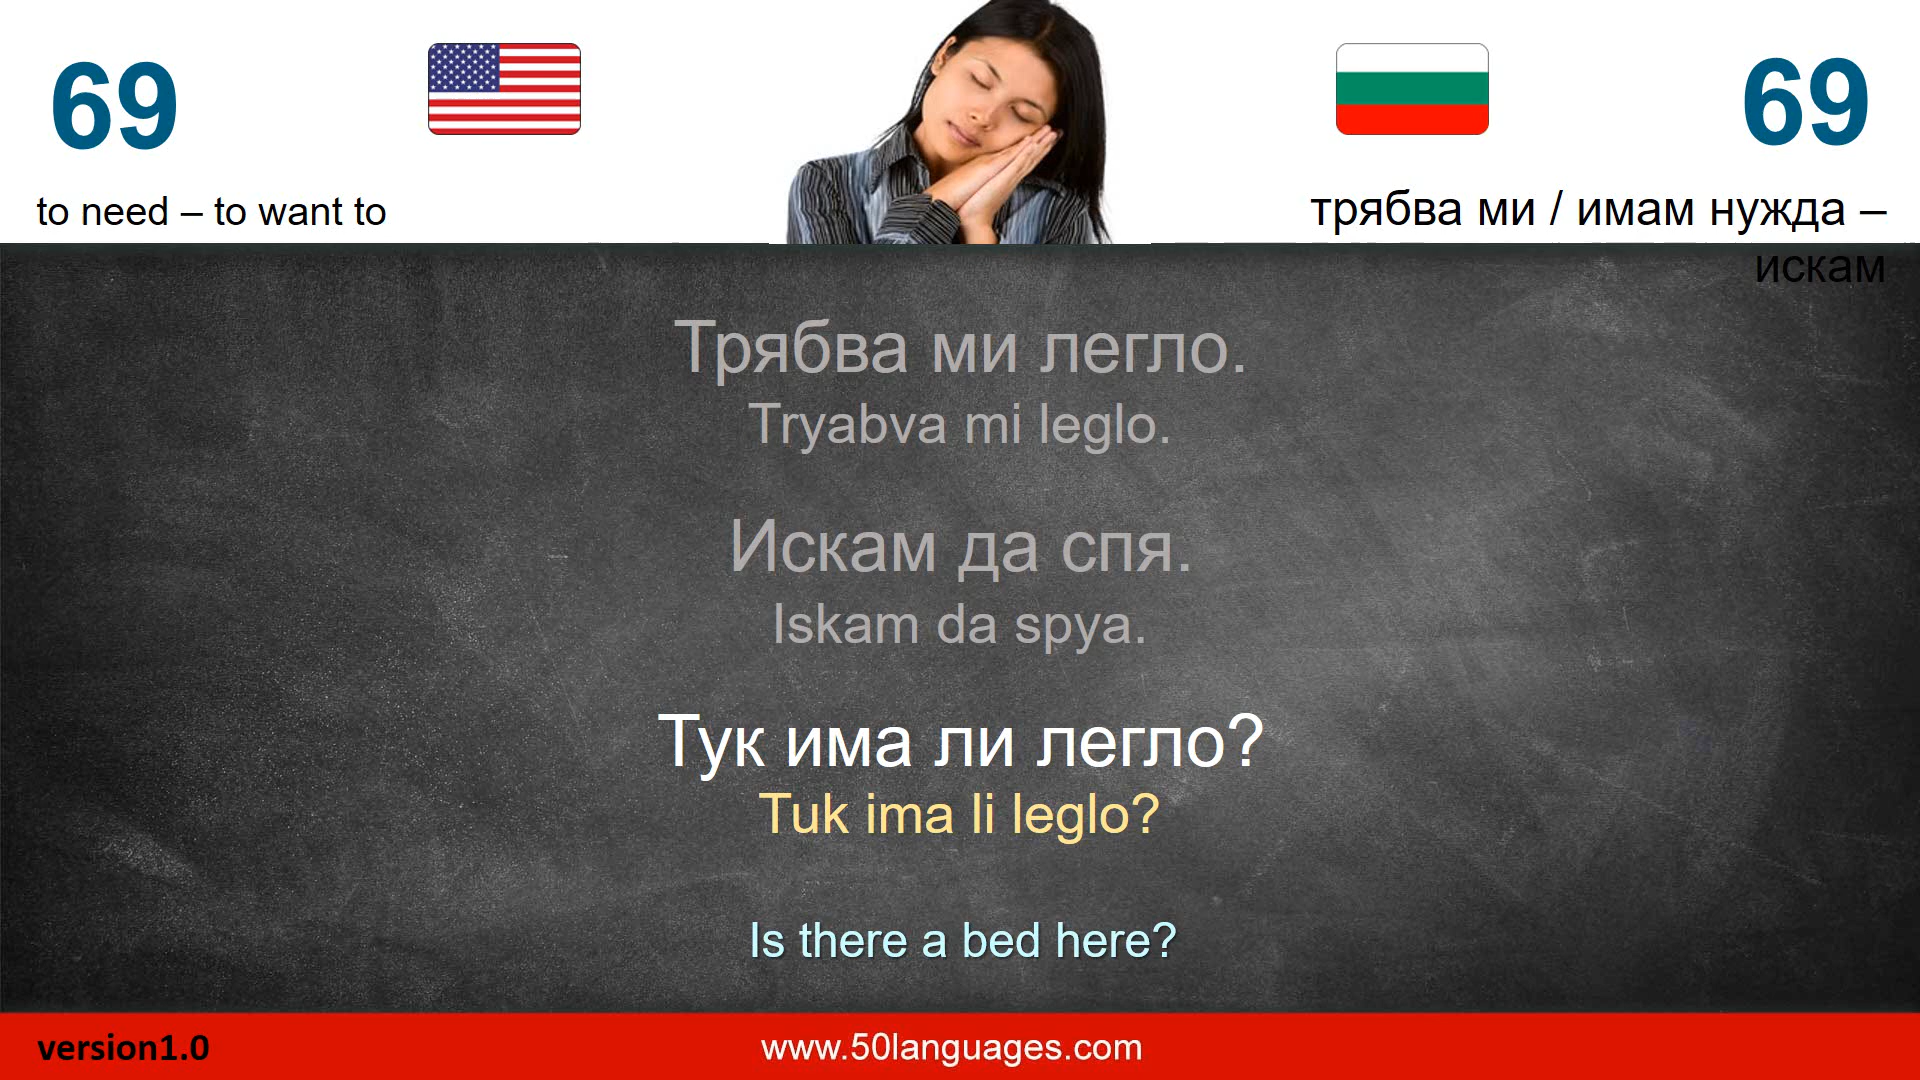 69
69
to need – to want to
трябва ми / имам нужда –
искам
Трябва ми легло.
Tryabva mi leglo.
Искам да спя.
Iskam da spya.
Тук има ли легло?
Tuk ima li leglo?
Is there a bed here?
version1.0
www.50languages.com